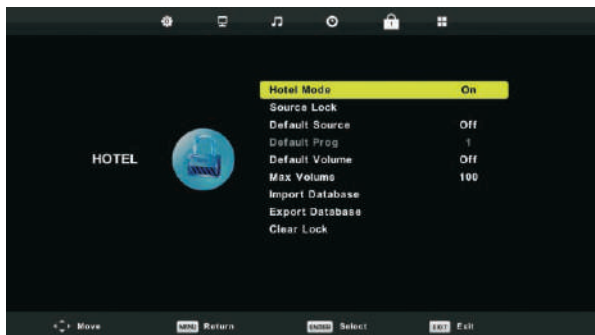 Hotel Mode On
Source Lock
Default Source Off
Default Prog 1
HOTEL
Default Volume Off
Max Volume 100
Import Database
Export Database
Clear Lock
Move MENU Return ENTER Select EXIT Exit